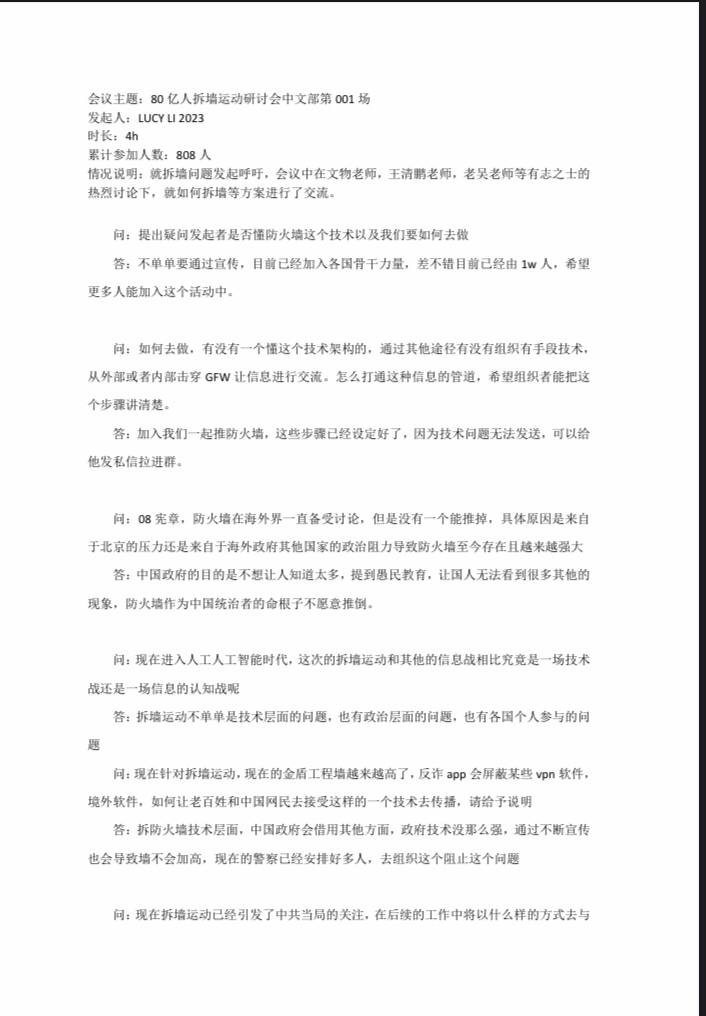 会议主题：80 亿人拆墙运动研讨会中文部第 001 场
发起人：LUCY LI 2023
时长：4h
累计参加人数：808 人
情况说明：就拆墙问题发起呼吁，会议中在文物老师，王清鹏老师，老吴老师等有志之士的
热烈讨论下，就如何拆墙等方案进行了交流。
问：提出疑问发起者是否懂防火墙这个技术以及我们要如何去做
答：不单单要通过宣传，目前已经加入各国骨干力量，差不错目前已经由 1w 人，希望
更多人能加入这个活动中。
问：如何去做，有没有一个懂这个技术架构的，通过其他途径有没有组织有手段技术，
从外部或者内部击穿 GFW 让信息进行交流。怎么打通这种信息的管道，希望组织者能把这
个步骤讲清楚。
答：加入我们一起推防火墙，这些步骤已经设定好了，因为技术问题无法发送，可以给
他发私信拉进群。
问：08 宪章，防火墙在海外界一直备受讨论，但是没有一个能推掉，具体原因是来自
于北京的压力还是来自于海外政府其他国家的政治阻力导致防火墙至今存在且越来越强大
答：中国政府的目的是不想让人知道太多，提到愚民教育，让国人无法看到很多其他的
现象，防火墙作为中国统治者的命根子不愿意推倒。
问：现在进入人工人工智能时代，这次的拆墙运动和其他的信息战相比究竟是一场技术
战还是一场信息的认知战呢
答：拆墙运动不单单是技术层面的问题，也有政治层面的问题，也有各国个人参与的问
题
问：现在针对拆墙运动，现在的金盾工程墙越来越高了，反诈 app 会屏蔽某些 vpn 软件，
境外软件，如何让老百姓和中国网民去接受这样的一个技术去传播，请给予说明
答：拆防火墙技术层面，中国政府会借用其他方面，政府技术没那么强，通过不断宣传
也会导致墙不会加高，现在的警察已经安排好多人，去组织这个阻止这个问题
问：现在拆墙运动已经引发了中共当局的关注，在后续的工作中将以什么样的方式去与